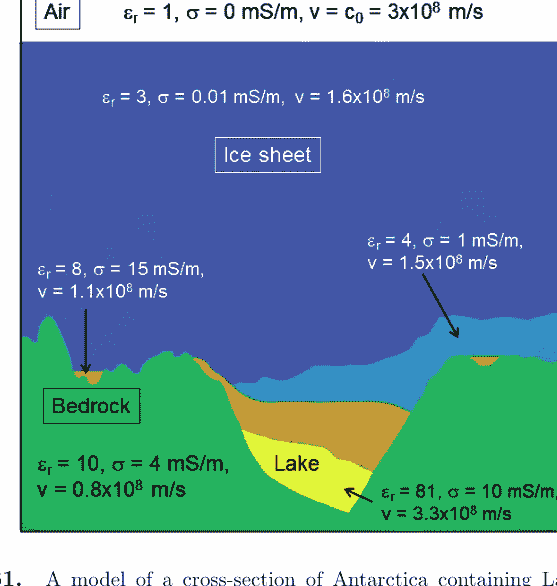 Air
εr = 1, σ = 0 mS/m, v = c0 = 3x10⁸ m/s
εr = 3, σ = 0.01 mS/m, v = 1.6x10⁸ m/s
Ice sheet
εr = 4, σ = 1 mS/m,
v = 1.5x10⁸ m/s
εr = 8, σ = 15 mS/m,
v = 1.1x10⁸ m/s
Bedrock
εr = 10, σ = 4 mS/m,
v = 0.8x10⁸ m/s
Lake
εr = 81, σ = 10 mS/m,
v = 3.3x10⁸ m/s
61. A model of a cross-section of Antarctica containing La